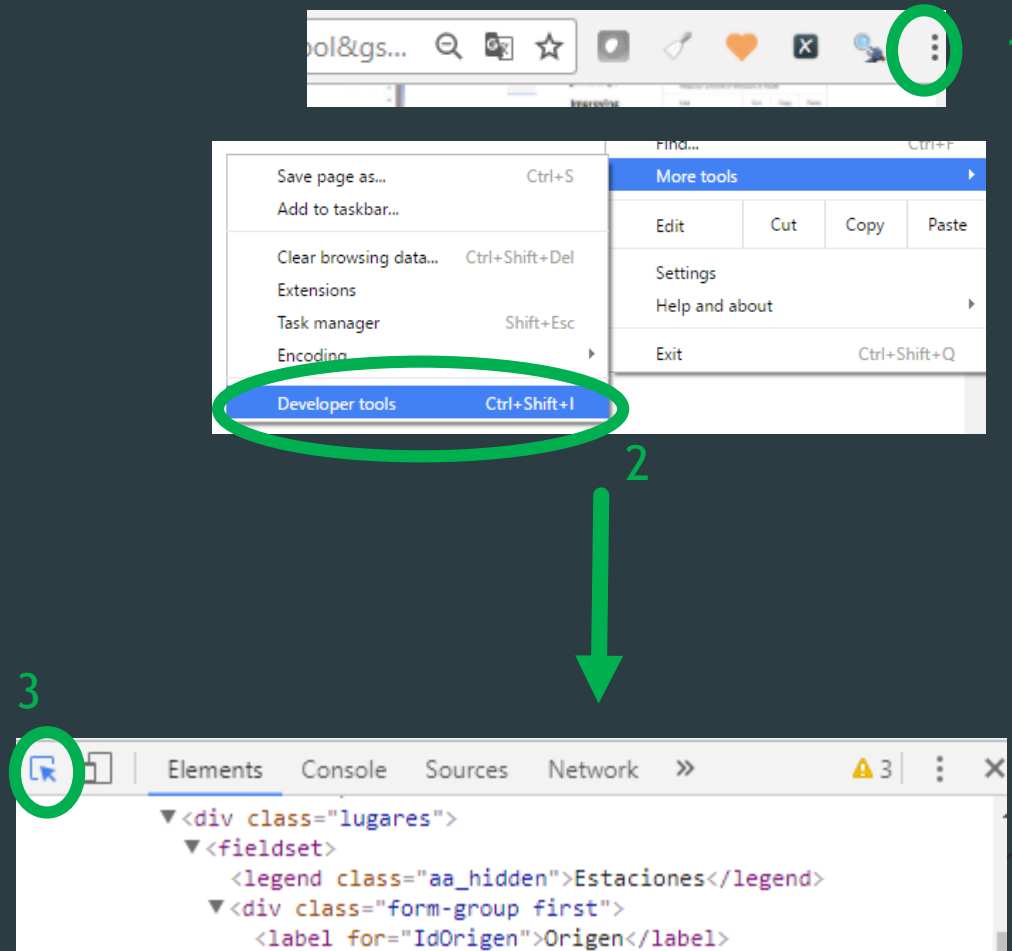 ool&gs...
Find... Ctrl+F
Save page as... Ctrl+S
More tools
Add to taskbar...
Edit Cut Copy Paste
Clear browsing data... Ctrl+Shift+Del
Settings
Extensions
Help and about
Task manager Shift+Esc
Encoding
Exit Ctrl+Shift+Q
Developer tools Ctrl+Shift+I
2
3
Elements Console Sources Network » 3
<div class="lugares">
<fieldset>
<legend class="aa_hidden">Estaciones</legend>
<div class="form-group first">
<label for="IdOrigen">Origen</label>